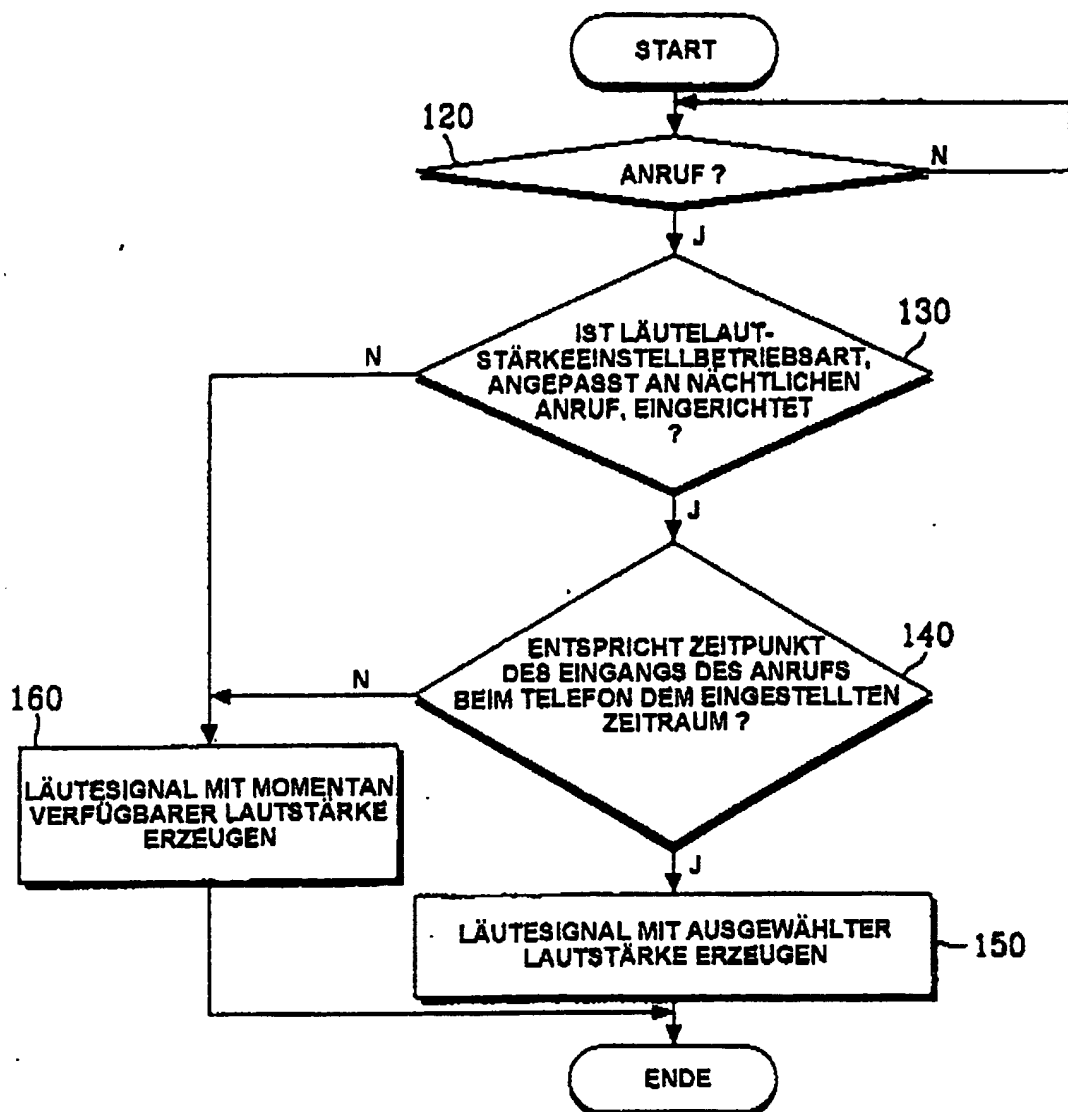 START
120
ANRUF ?
N
J
130
IST LÄUTELAUT-
STÄRKEEINSTELLBETRIEBSART,
ANGEPASST AN NÄCHTLICHEN
ANRUF, EINGERICHTET
?
N
J
140
ENTSPRICHT ZEITPUNKT
DES EINGANGS DES ANRUFS
BEIM TELEFON DEM EINGESTELLTEN
ZEITRAUM ?
N
160
LÄUTESIGNAL MIT MOMENTAN
VERFÜGBARER LAUTSTÄRKE
ERZEUGEN
J
LÄUTESIGNAL MIT AUSGEWÄHLTER
LAUTSTÄRKE ERZEUGEN
150
ENDE